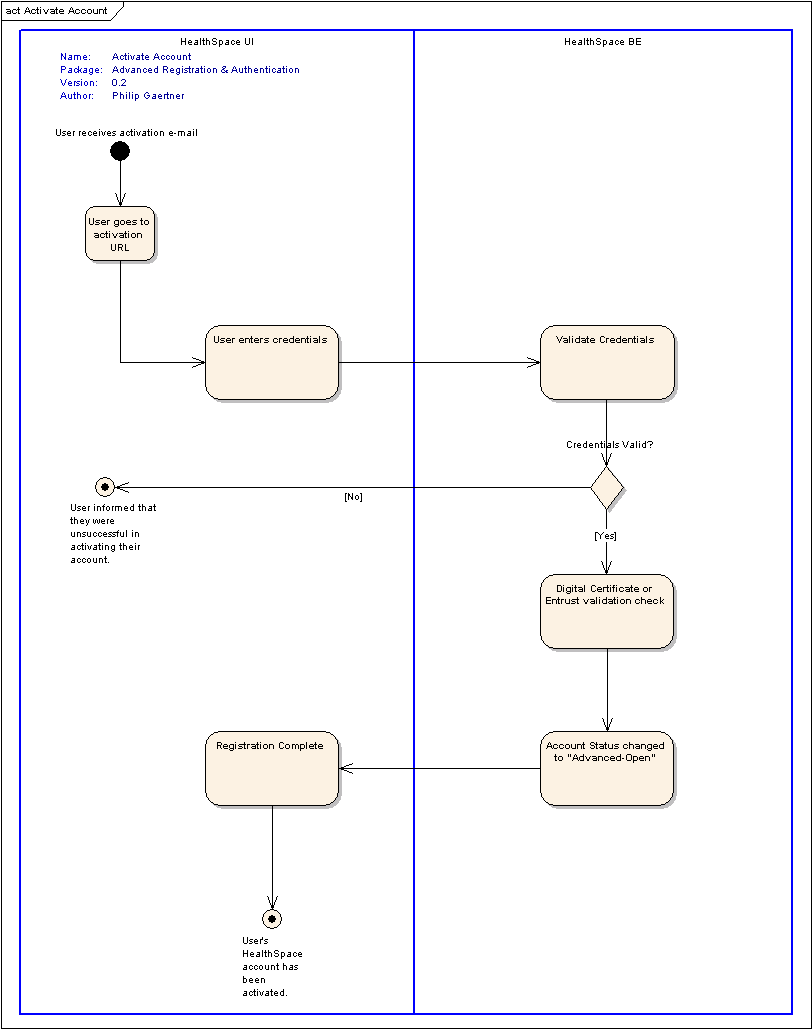 act Activate Account
HealthSpace UI
HealthSpace BE
Name: Activate Account
Package: Advanced Registration & Authentication
Version: 0.2
Author: Philip Gaertner
User receives activation e-mail
User goes to
activation
URL
User enters credentials
Validate Credentials
Credentials Valid?
[No]
User informed that
they were
unsuccessful in
activating their
account.
[Yes]
Digital Certificate or
Entrust validation check
Registration Complete
Account Status changed
to "Advanced-Open"
User's
HealthSpace
account has
been
activated.